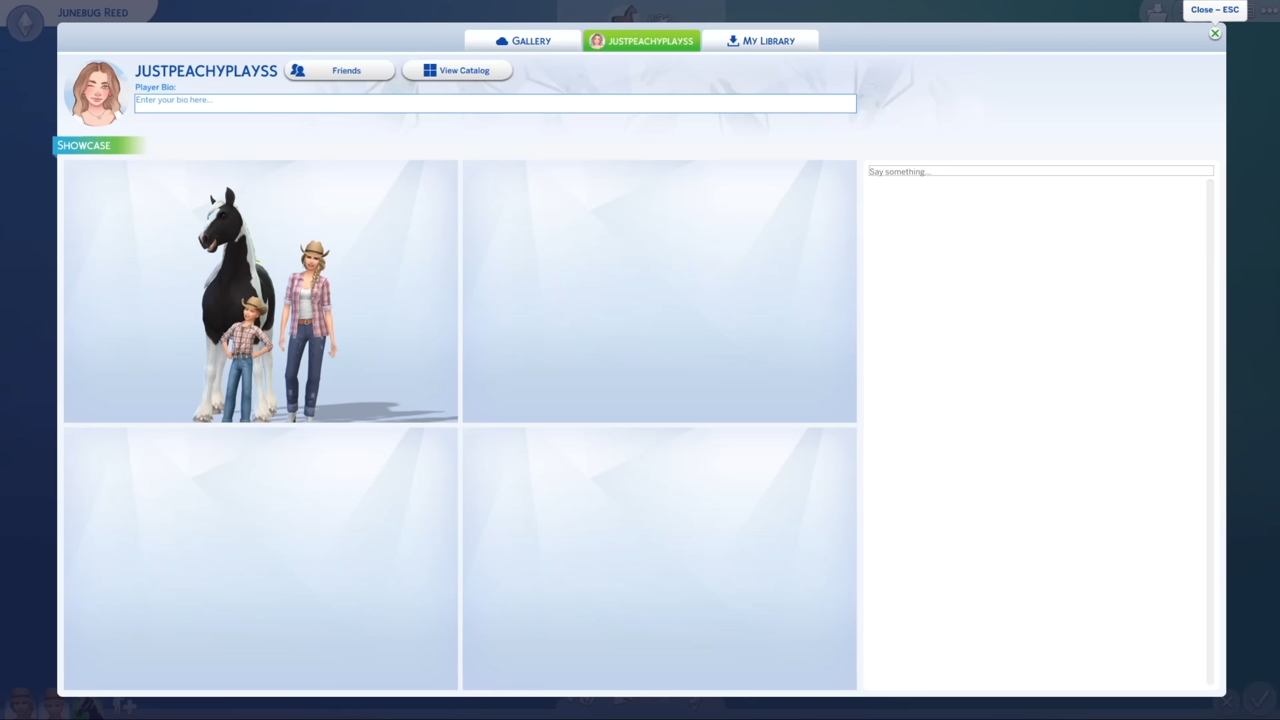 JUNEBUG REED
Close – ESC
GALLERY
JUSTPEACHYPLAYSS
MY LIBRARY
JUSTPEACHYPLAYSS
Friends
View Catalog
Player Bio:
Enter your bio here...
SHOWCASE
Say something...